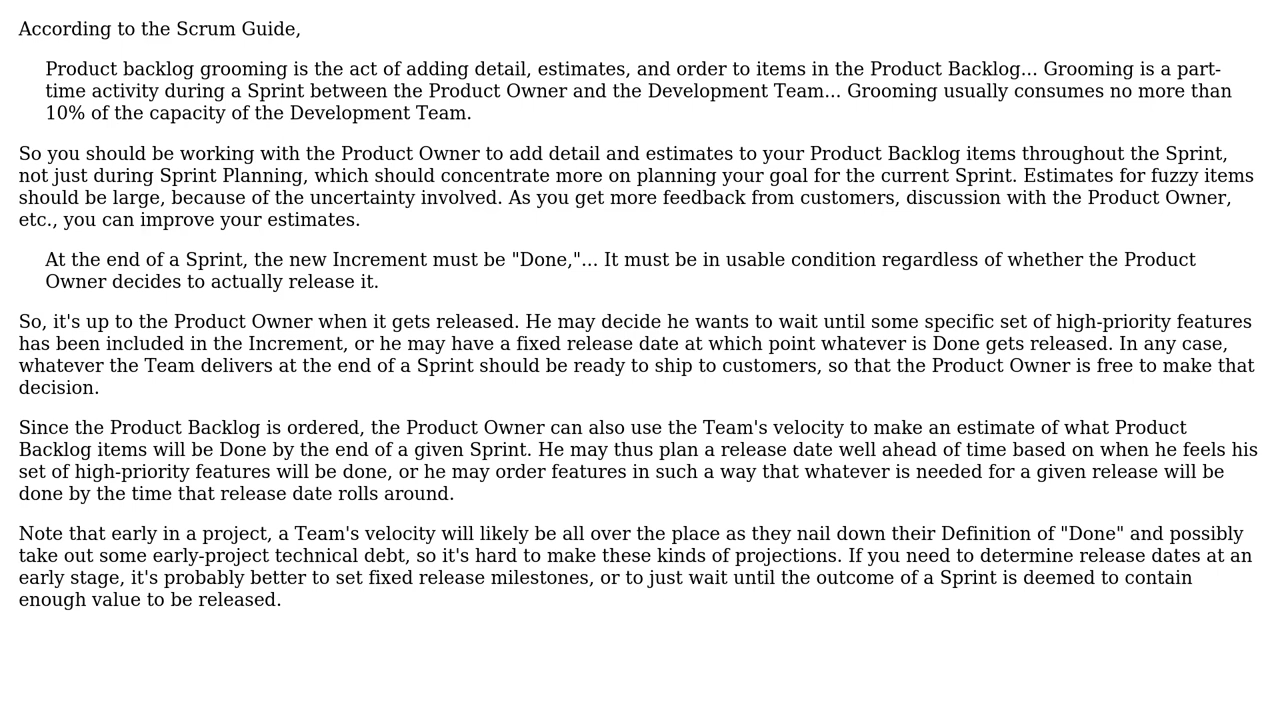 According to the Scrum Guide,
Product backlog grooming is the act of adding detail, estimates, and order to items in the Product Backlog... Grooming is a part-
time activity during a Sprint between the Product Owner and the Development Team... Grooming usually consumes no more than
10% of the capacity of the Development Team.
So you should be working with the Product Owner to add detail and estimates to your Product Backlog items throughout the Sprint,
not just during Sprint Planning, which should concentrate more on planning your goal for the current Sprint. Estimates for fuzzy items
should be large, because of the uncertainty involved. As you get more feedback from customers, discussion with the Product Owner,
etc., you can improve your estimates.
At the end of a Sprint, the new Increment must be "Done,"... It must be in usable condition regardless of whether the Product
Owner decides to actually release it.
So, it's up to the Product Owner when it gets released. He may decide he wants to wait until some specific set of high-priority features
has been included in the Increment, or he may have a fixed release date at which point whatever is Done gets released. In any case,
whatever the Team delivers at the end of a Sprint should be ready to ship to customers, so that the Product Owner is free to make that
decision.
Since the Product Backlog is ordered, the Product Owner can also use the Team's velocity to make an estimate of what Product
Backlog items will be Done by the end of a given Sprint. He may thus plan a release date well ahead of time based on when he feels his
set of high-priority features will be done, or he may order features in such a way that whatever is needed for a given release will be
done by the time that release date rolls around.
Note that early in a project, a Team's velocity will likely be all over the place as they nail down their Definition of "Done" and possibly
take out some early-project technical debt, so it's hard to make these kinds of projections. If you need to determine release dates at an
early stage, it's probably better to set fixed release milestones, or to just wait until the outcome of a Sprint is deemed to contain
enough value to be released.